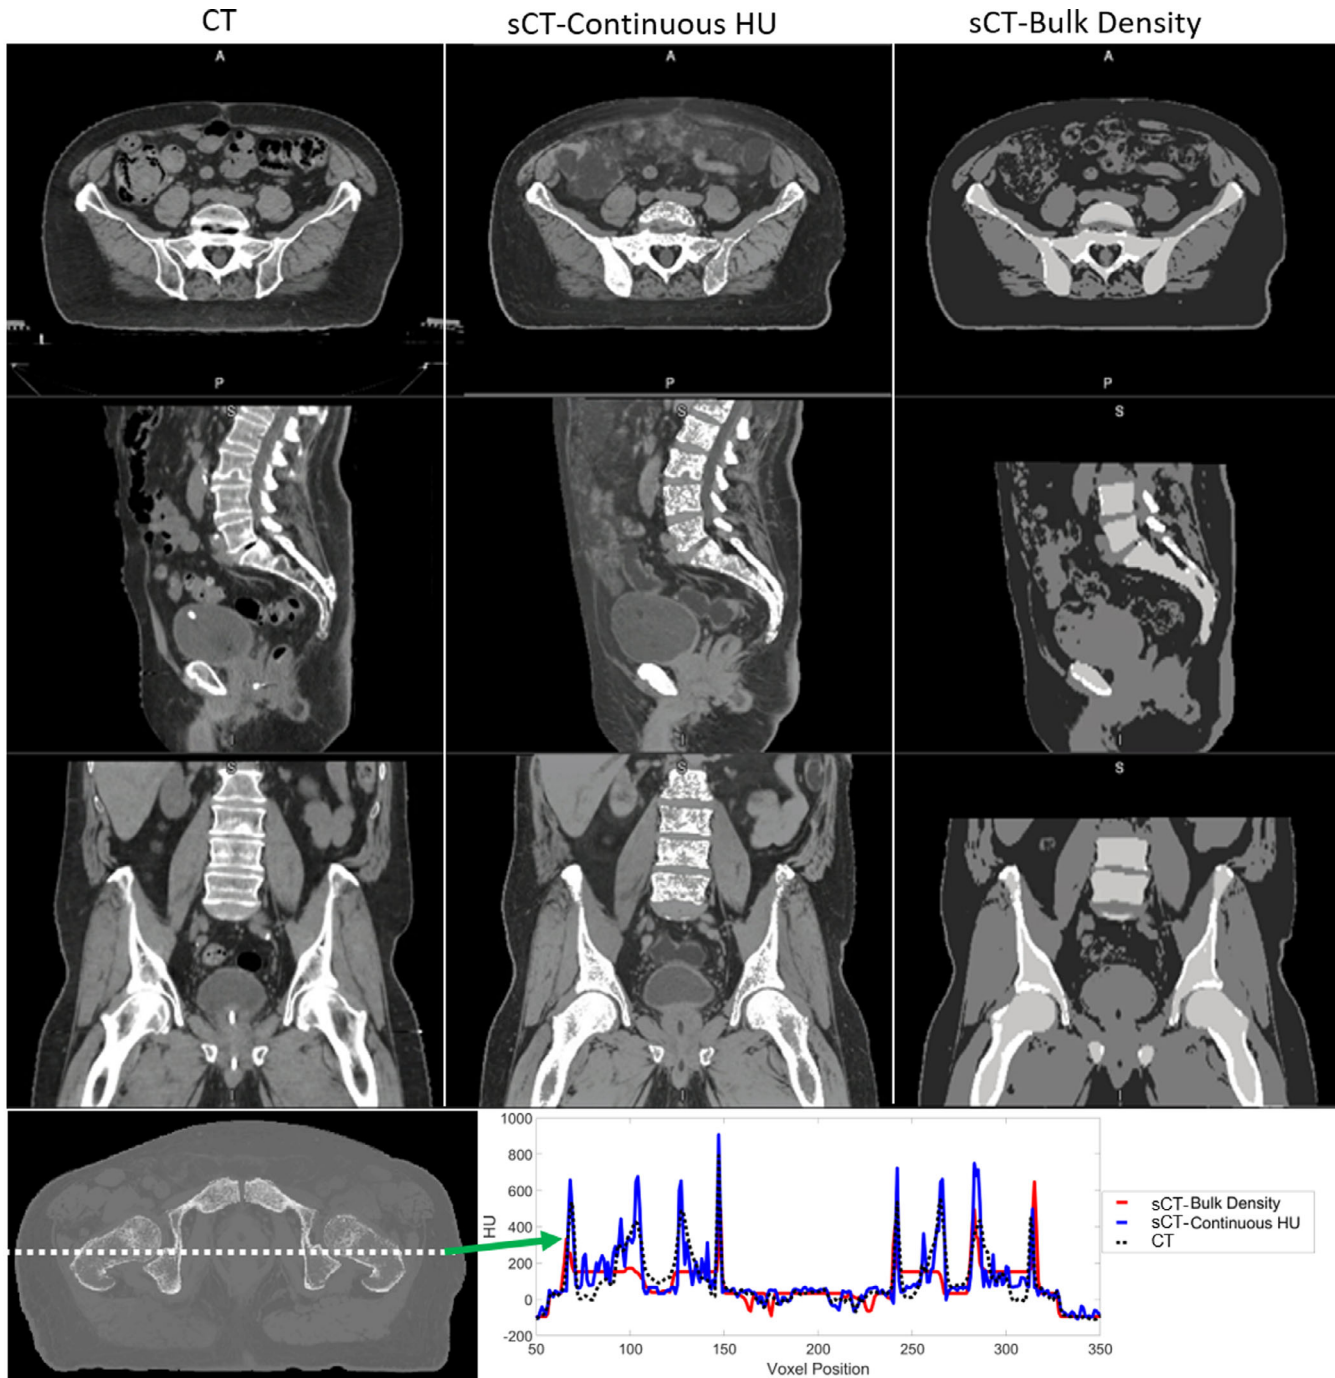 CT
sCT-Continuous HU
sCT-Bulk Density
A
A
A
P
P
P
S
S
S
I
I
I
S
S
S
I
I
I
1000
800
600
400
200
0
-200
HU
50
100
150
200
250
300
350
Voxel Position
sCT-Bulk Density
sCT-Continuous HU
CT